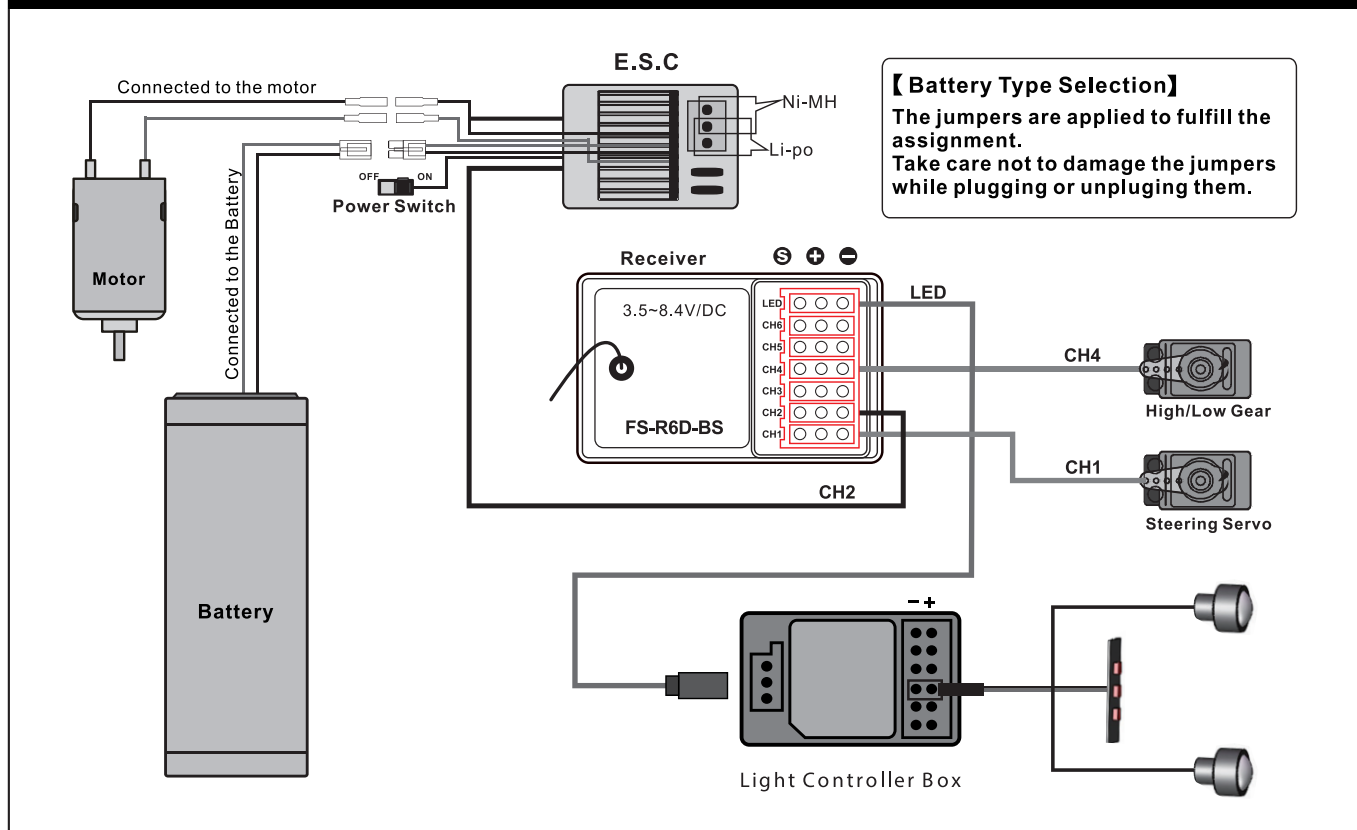 E.S.C
Connected to the motor
Ni-MH
Li-po
OFF
ON
Power Switch
【Battery Type Selection】
The jumpers are applied to fulfill the
assignment.
Take care not to damage the jumpers
while plugging or unpluging them.
Connected to the Battery
Motor
Battery
Receiver
S + −
3.5~8.4V/DC
FS-R6D-BS
LED
CH6
CH5
CH4
CH3
CH2
CH1
LED
CH4
High/Low Gear
CH1
Steering Servo
CH2
− +
Light Controller Box